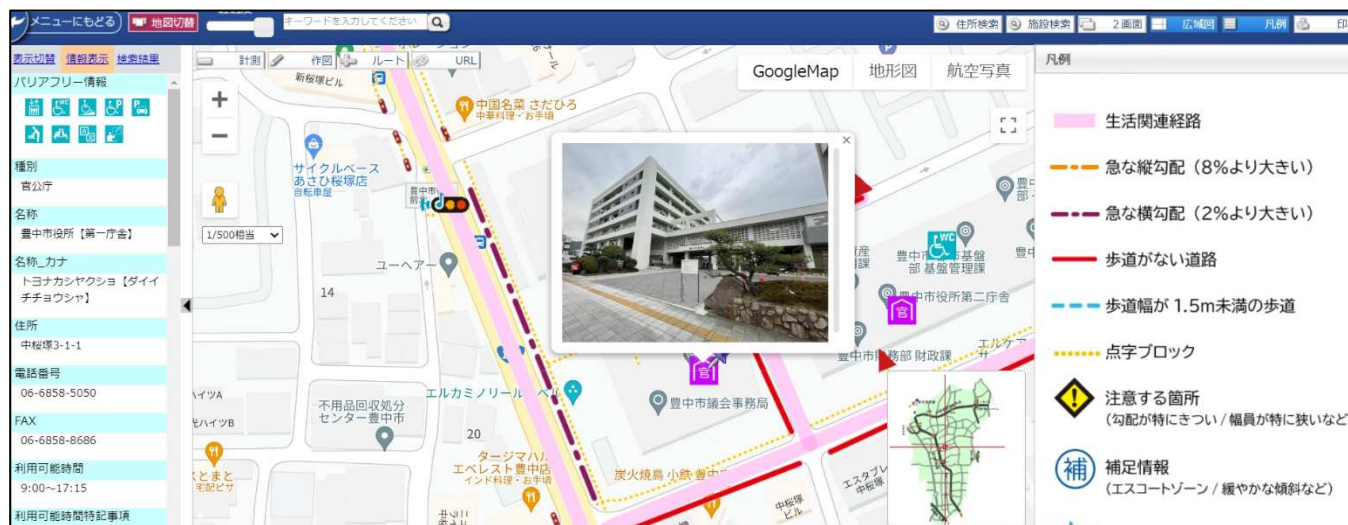 メニューにもどる
地図切替
キーワードを入力してください
住所検索
施設検索
2画面
広域図
凡例
印
表示切替 情報表示 検索結果
バリアフリー情報
種別
官公庁
名称
豊中市役所【第一庁舎】
名称_カナ
トヨナカシヤクショ【ダイイ
チチョウシャ】
住所
中桜塚3-1-1
電話番号
06-6858-5050
FAX
06-6858-8686
利用可能時間
9:00~17:15
利用可能時間特記事項
計測
作図
ルート
URL
新桜塚ビル
中国名菜 さだひろ
中華料理・お手頃
サイクルベース
あさひ桜塚店
自転車屋
1/500相当
ユーヘアー
14
エルカミノリール
不用品回収処分
センター豊中市
20
タージマハル
エベレスト豊中店
インド料理・お手頃
GoogleMap
地形図
航空写真
WC
部 基盤管理課
豊中市役所第二庁舎
豊中市財務部 財政課
官
官
豊中市議会事務局
炭火焼鳥 小鉄 豊中
中桜塚
ビル
エスタブレ
中桜塚
凡例
生活関連経路
急な縦勾配(8%より大きい)
急な横勾配(2%より大きい)
歩道がない道路
歩道幅が 1.5m未満の歩道
点字ブロック
注意する箇所
(勾配が特にきつい / 幅員が特に狭いなど
補
補足情報
(エスコートゾーン / 緩やかな傾斜など)